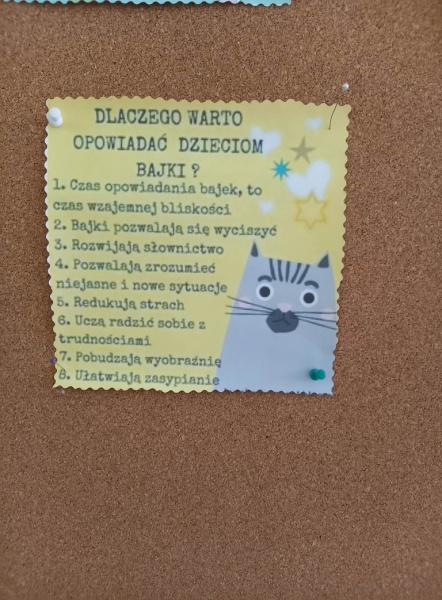 DLACZEGO WARTO
OPOWIADAĆ DZIECIOM
BAJKI ?
1. Czas opowiadania bajek, to
czas wzajemnej bliskości
2. Bajki pozwalają się wyciszyć
3. Rozwijają słownictwo
4. Pozwalają zrozumieć
niejasne i nowe sytuacje
5. Redukują strach
6. Uczą radzić sobie z
trudnościami
7. Pobudzają wyobraźnię
8. Ułatwiają zasypianie